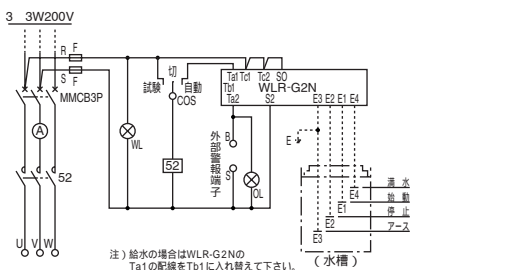 3 3W200V
R F
S F
MMCB3P
A
52
U V W
WL
試験 切 自動
COS
52
Ta1 Tc1 Tc2 SO
Tb1 WLR-G2N
Ta2 S2 E3 E2 E1 E4
外部警報端子
B
S
OL
E
満水
E4
始動
E1
停止
E2
アース
E3
(水槽)
注)給水の場合はWLR-G2Nの
Ta1の配線をTb1に入れ替えて下さい。